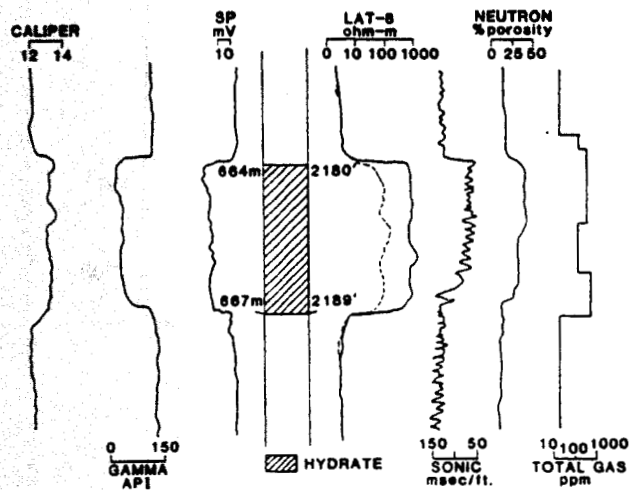 CALIPER
12 14
SP
mV
10
LAT-8
ohm-m
0 10 100 1000
NEUTRON
% porosity
0 25 50
664m
2180'
667m
2189'
0 150
GAMMA
API
HYDRATE
150 50
SONIC
msec/ft.
10 100 1000
TOTAL GAS
ppm